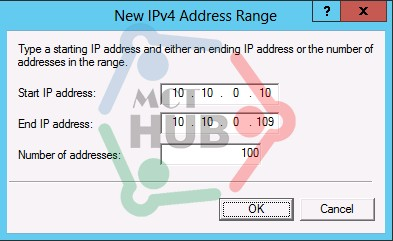 New IPv4 Address Range
? x
Type a starting IP address and either an ending IP address or the number of
addresses in the range.
Start IP address: 10 . 10 . 0 . 10
End IP address: 10 . 10 . 0 . 109
Number of addresses: 100
MCT
HUB
OK Cancel